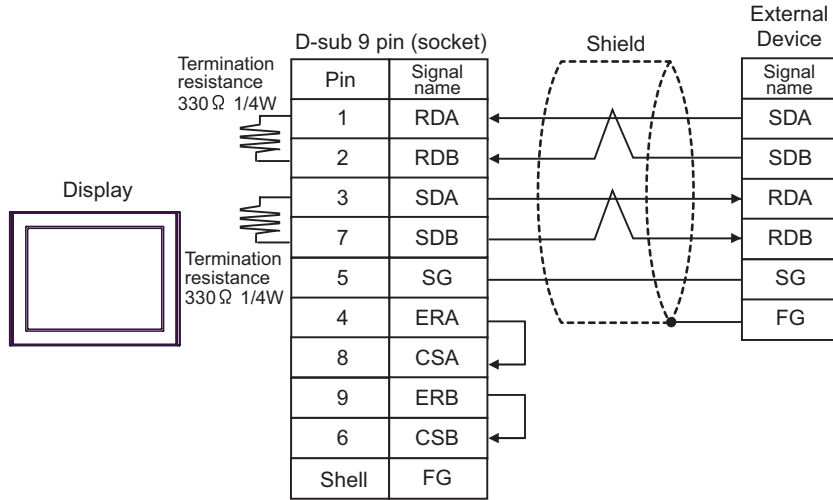 External
Device
D-sub 9 pin (socket)
Shield
Termination
resistance
330 Ω 1/4W
Pin
Signal
name
Signal
name
1
RDA
SDA
2
RDB
SDB
Display
3
SDA
RDA
7
SDB
RDB
Termination
resistance
330 Ω 1/4W
5
SG
SG
4
ERA
FG
8
CSA
9
ERB
6
CSB
Shell
FG